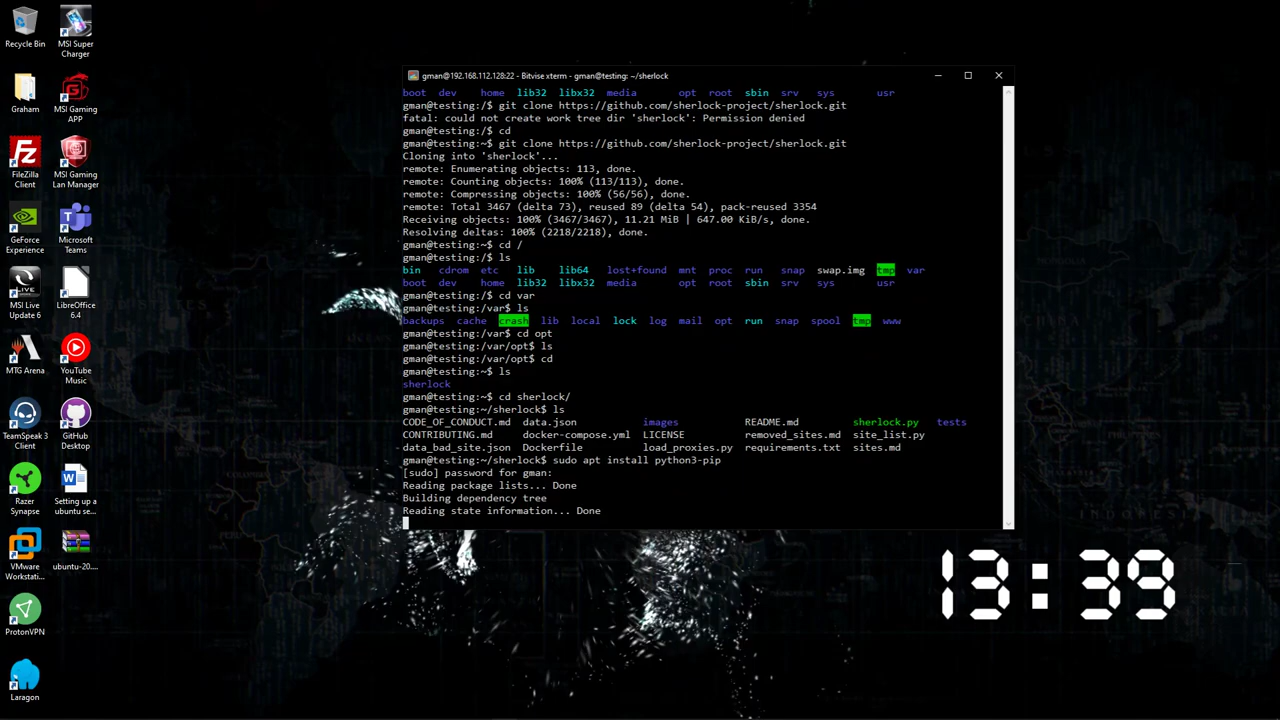 Recycle Bin
MSI Super
Charger
Graham
MSI Gaming
APP
FileZilla
Client
MSI Gaming
Lan Manager
GeForce
Experience
Microsoft
Teams
MSI Live
Update 6
LibreOffice
6.4
MTG Arena
YouTube
Music
TeamSpeak 3
Client
GitHub
Desktop
Razer
Synapse
Setting up a
ubuntu se...
VMware
Workstati...
ubuntu-20....
ProtonVPN
Laragon
gman@192.168.112.128:22 - Bitvise xterm - gman@testing: ~/sherlock
boot dev home lib32 libx32 media opt root sbin srv sys usr
gman@testing:/$ git clone https://github.com/sherlock-project/sherlock.git
fatal: could not create work tree dir 'sherlock': Permission denied
gman@testing:/$ cd
gman@testing:~$ git clone https://github.com/sherlock-project/sherlock.git
Cloning into 'sherlock'...
remote: Enumerating objects: 113, done.
remote: Counting objects: 100% (113/113), done.
remote: Compressing objects: 100% (56/56), done.
remote: Total 3467 (delta 73), reused 89 (delta 54), pack-reused 3354
Receiving objects: 100% (3467/3467), 11.21 MiB | 647.00 KiB/s, done.
Resolving deltas: 100% (2218/2218), done.
gman@testing:~$ cd /
gman@testing:/$ ls
bin cdrom etc lib lib64 lost+found mnt proc run snap swap.img tmp var
boot dev home lib32 libx32 media opt root sbin srv sys usr
gman@testing:/$ cd var
gman@testing:/var$ ls
backups cache crash lib local lock log mail opt run snap spool tmp www
gman@testing:/var$ cd opt
gman@testing:/var/opt$ ls
gman@testing:/var/opt$ cd
gman@testing:~$ ls
sherlock
gman@testing:~$ cd sherlock/
gman@testing:~/sherlock$ ls
CODE_OF_CONDUCT.md data.json images README.md sherlock.py tests
CONTRIBUTING.md docker-compose.yml LICENSE removed_sites.md site_list.py
data_bad_site.json Dockerfile load_proxies.py requirements.txt sites.md
gman@testing:~/sherlock$ sudo apt install python3-pip
[sudo] password for gman:
Reading package lists... Done
Building dependency tree
Reading state information... Done
13:39